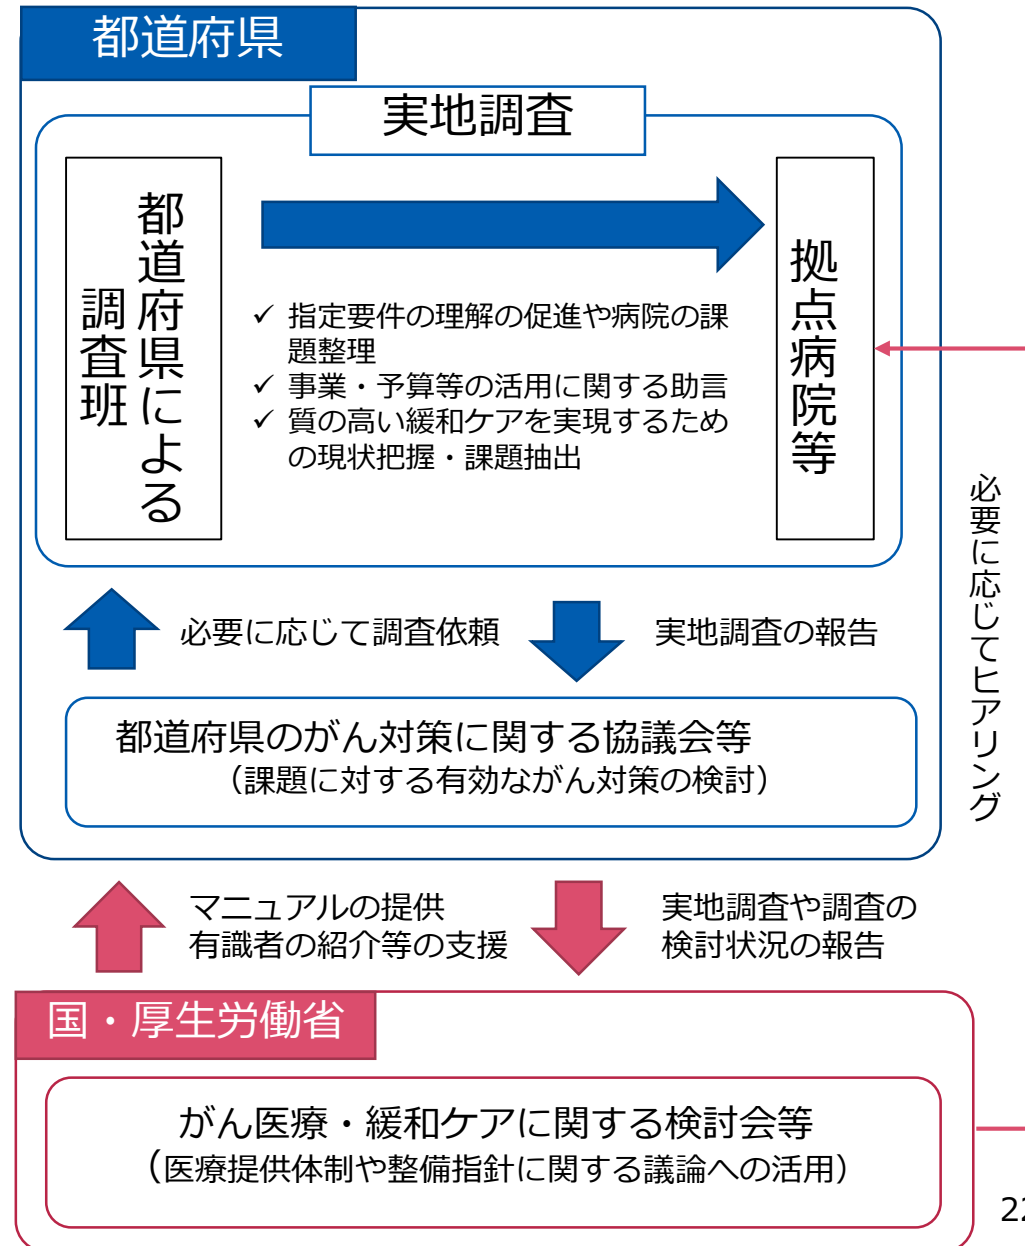 都道府県
実地調査
都道府県による
調査班
✓ 指定要件の理解の促進や病院の課
題整理
✓ 事業・予算等の活用に関する助言
✓ 質の高い緩和ケアを実現するため
の現状把握・課題抽出
拠点病院等
必要に応じてヒアリング
必要に応じて調査依頼
実地調査の報告
都道府県のがん対策に関する協議会等
（課題に対する有効ながん対策の検討）
マニュアルの提供
有識者の紹介等の支援
実地調査や調査の
検討状況の報告
国・厚生労働省
がん医療・緩和ケアに関する検討会等
（医療提供体制や整備指針に関する議論への活用）
22